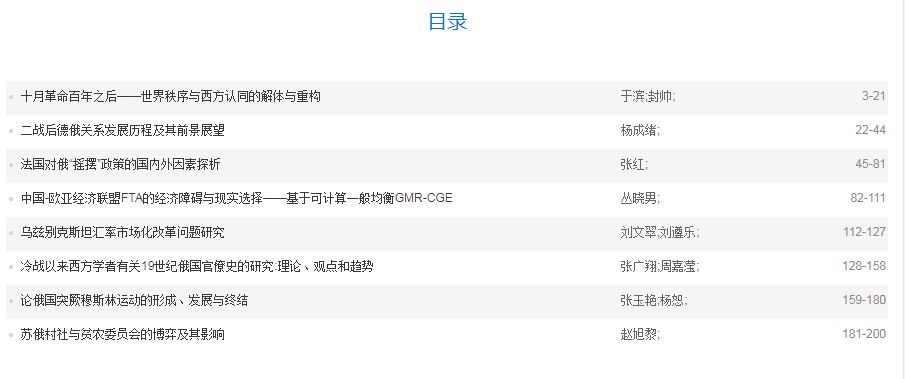 目录
十月革命百年之后——世界秩序与西方认同的解体与重构 于滨;封帅; 3-21
二战后德俄关系发展历程及其前景展望 杨成绪; 22-44
法国对俄“摇摆”政策的国内外因素探析 张红; 45-81
中国-欧亚经济联盟FTA的经济障碍与现实选择——基于可计算一般均衡GMR-CGE 丛晓男; 82-111
乌兹别克斯坦汇率市场化改革问题研究 刘文翠;刘遵乐; 112-127
冷战以来西方学者有关19世纪俄国官僚史的研究:理论、观点和趋势 张广翔;周嘉滢; 128-158
论俄国突厥穆斯林运动的形成、发展与终结 张玉艳;杨恕; 159-180
苏俄村社与贫农委员会的博弈及其影响 赵旭黎; 181-200